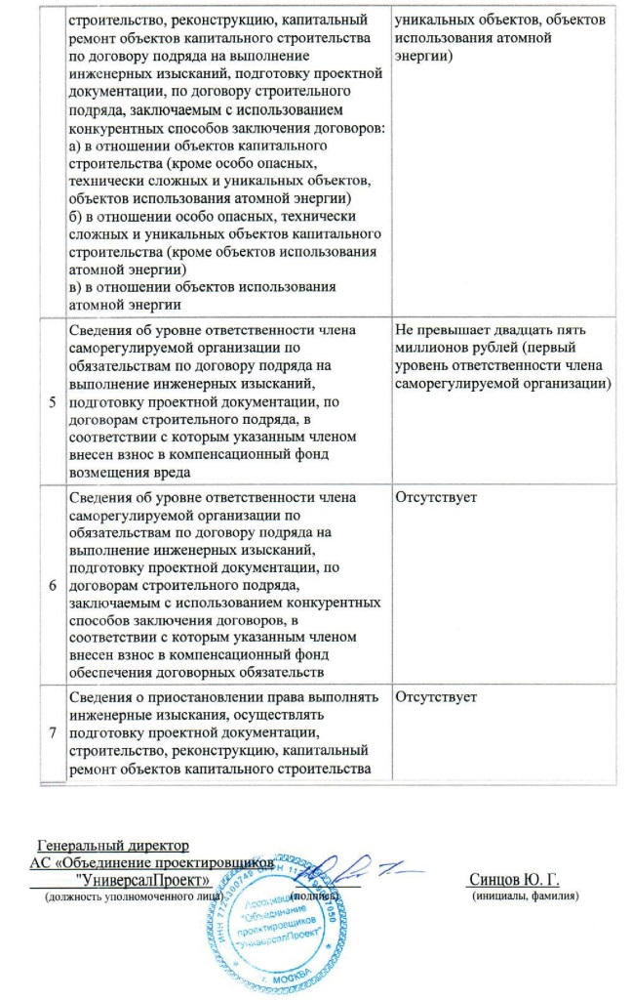 строительство, реконструкцию, капитальный
ремонт объектов капитального строительства
по договору подряда на выполнение
инженерных изысканий, подготовку проектной
документации, по договору строительного
подряда, заключаемым с использованием
конкурентных способов заключения договоров:
а) в отношении объектов капитального
строительства (кроме особо опасных,
технически сложных и уникальных объектов,
объектов использования атомной энергии)
б) в отношении особо опасных, технически
сложных и уникальных объектов капитального
строительства (кроме объектов использования
атомной энергии)
в) в отношении объектов использования
атомной энергии
уникальных объектов, объектов
использования атомной
энергии)
5
Сведения об уровне ответственности члена
саморегулируемой организации по
обязательствам по договору подряда на
выполнение инженерных изысканий,
подготовку проектной документации, по
договорам строительного подряда, в
соответствии с которым указанным членом
внесен взнос в компенсационный фонд
возмещения вреда
Не превышает двадцать пять
миллионов рублей (первый
уровень ответственности члена
саморегулируемой организации)
6
Сведения об уровне ответственности члена
саморегулируемой организации по
обязательствам по договору подряда на
выполнение инженерных изысканий,
подготовку проектной документации, по
договорам строительного подряда,
заключаемым с использованием конкурентных
способов заключения договоров, в
соответствии с которым указанным членом
внесен взнос в компенсационный фонд
обеспечения договорных обязательств
Отсутствует
7
Сведения о приостановлении права выполнять
инженерные изыскания, осуществлять
подготовку проектной документации,
строительство, реконструкцию, капитальный
ремонт объектов капитального строительства
Отсутствует
Генеральный директор
АС «Объединение проектировщиков
"УниверсалПроект»
(должность уполномоченного лица)
(подпись)
Синцов Ю. Г.
(инициалы, фамилия)
Ассоциация
"Объединение
проектировщиков
"УниверсалПроект"
г. МОСКВА